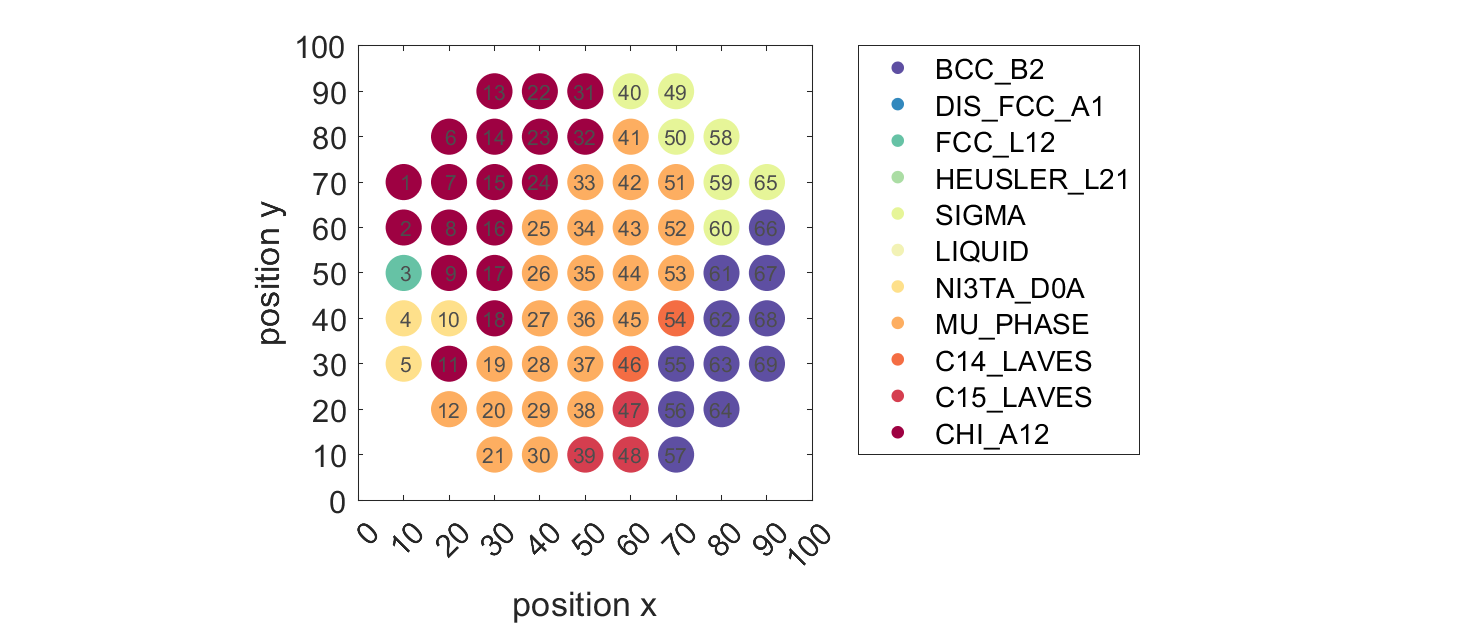 100
90
80
70
60
50
40
30
20
10
0
position y
13 22 31 40 49
6 14 23 32 41 50 58
1 7 15 24 33 42 51 59 65
2 8 16 25 34 43 52 60 66
3 9 17 26 35 44 53 61 67
4 10 18 27 36 45 54 62 68
5 11 19 28 37 46 55 63 69
12 20 29 38 47 56 64
21 30 39 48 57
0 10 20 30 40 50 60 70 80 90 100
position x
BCC_B2
DIS_FCC_A1
FCC_L12
HEUSLER_L21
SIGMA
LIQUID
NI3TA_D0A
MU_PHASE
C14_LAVES
C15_LAVES
CHI_A12